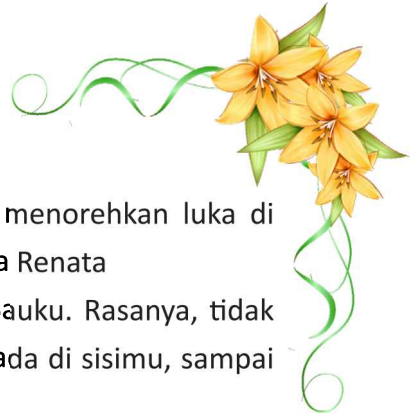 menorehkan luka di
a Renata
auku. Rasanya, tidak
ada di sisimu, sampai